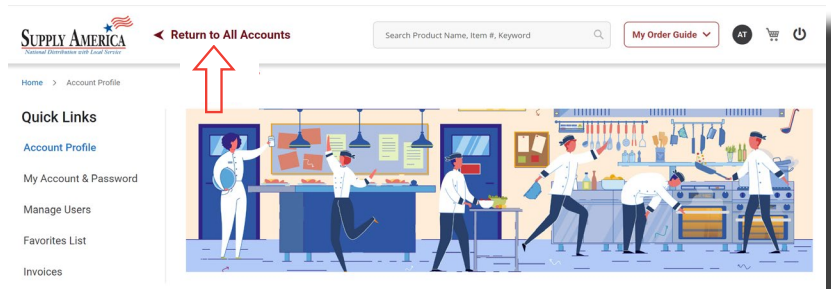 SUPPLY AMERICA
National Distribution with Local Service
Return to All Accounts
Search Product Name, Item #, Keyword
My Order Guide
AT
Home > Account Profile
Quick Links
Account Profile
My Account & Password
Manage Users
Favorites List
Invoices